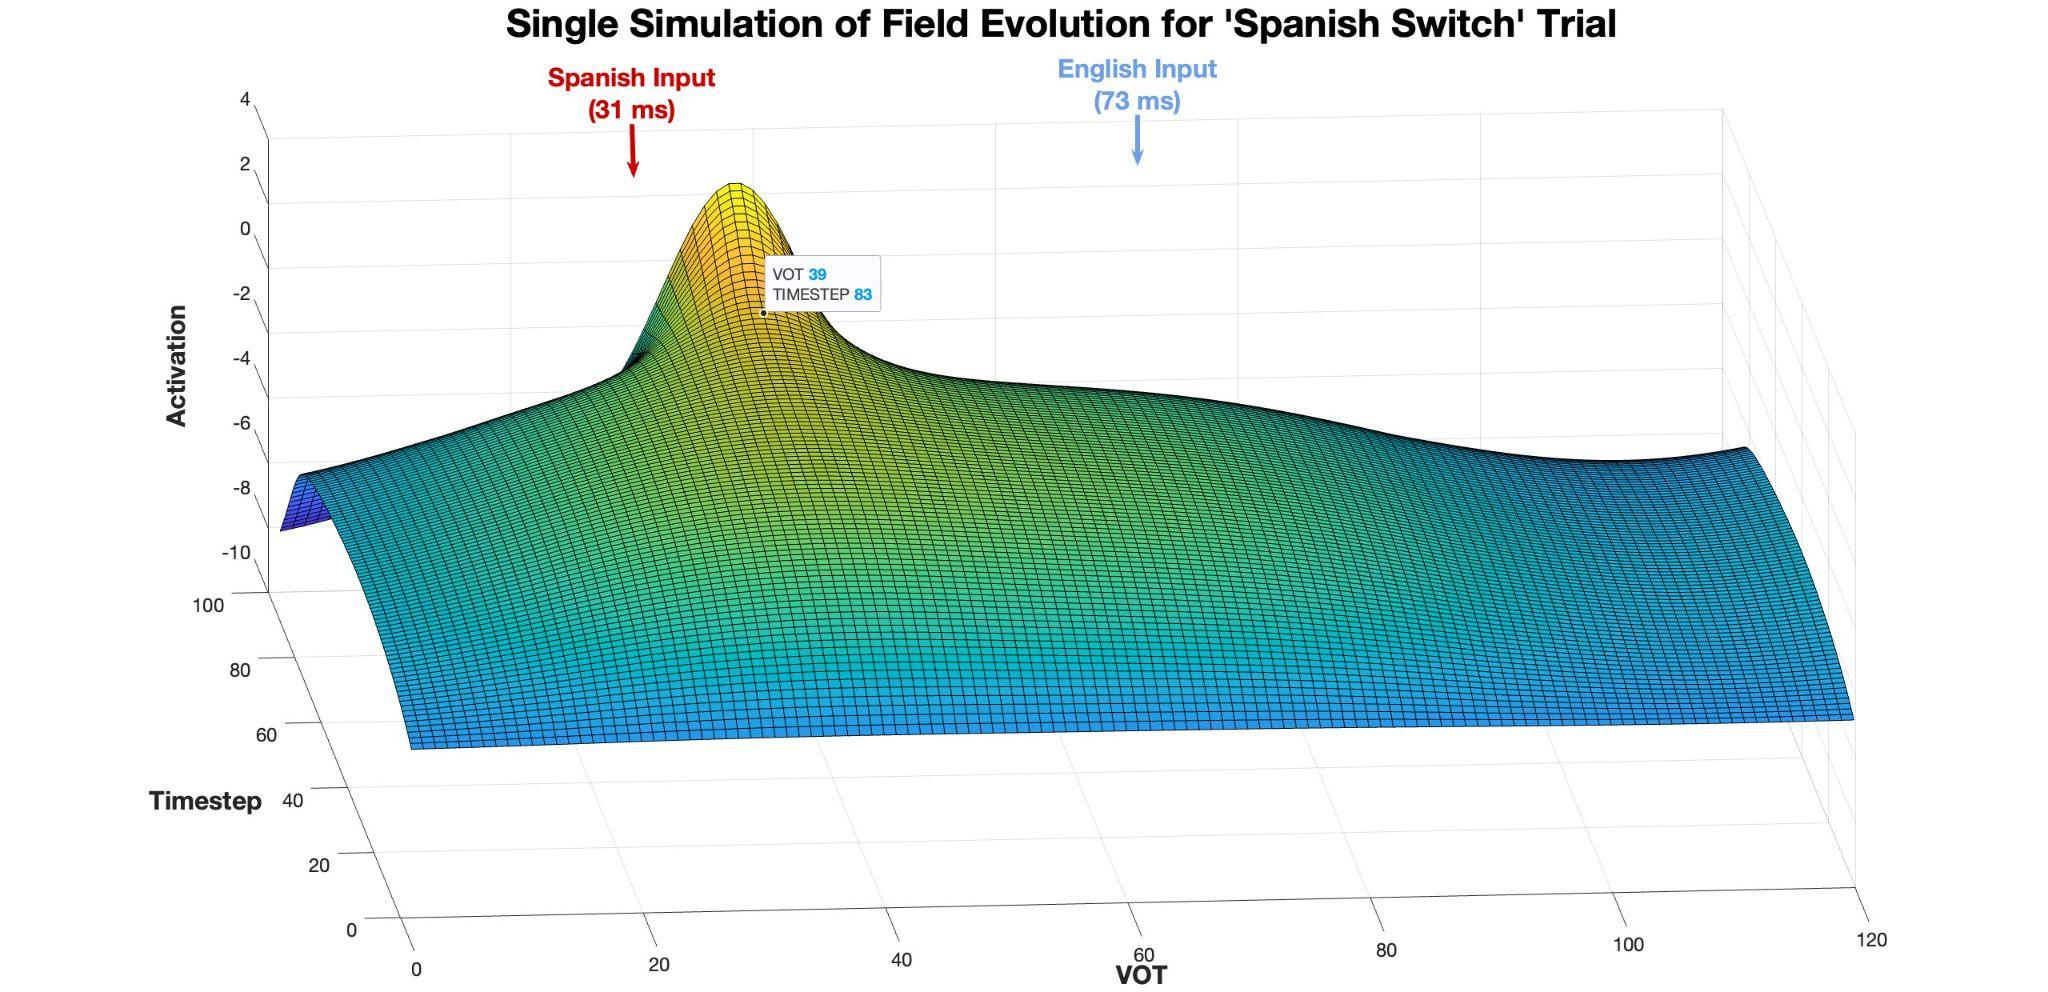 Single Simulation of Field Evolution for 'Spanish Switch' Trial
Spanish Input
(31 ms)
English Input
(73 ms)
4
2
0
-2
-4
-6
-8
-10
Activation
VOT 39
TIMESTEP 83
100
80
60
40
20
0
Timestep
0
20
40
60
80
100
120
VOT